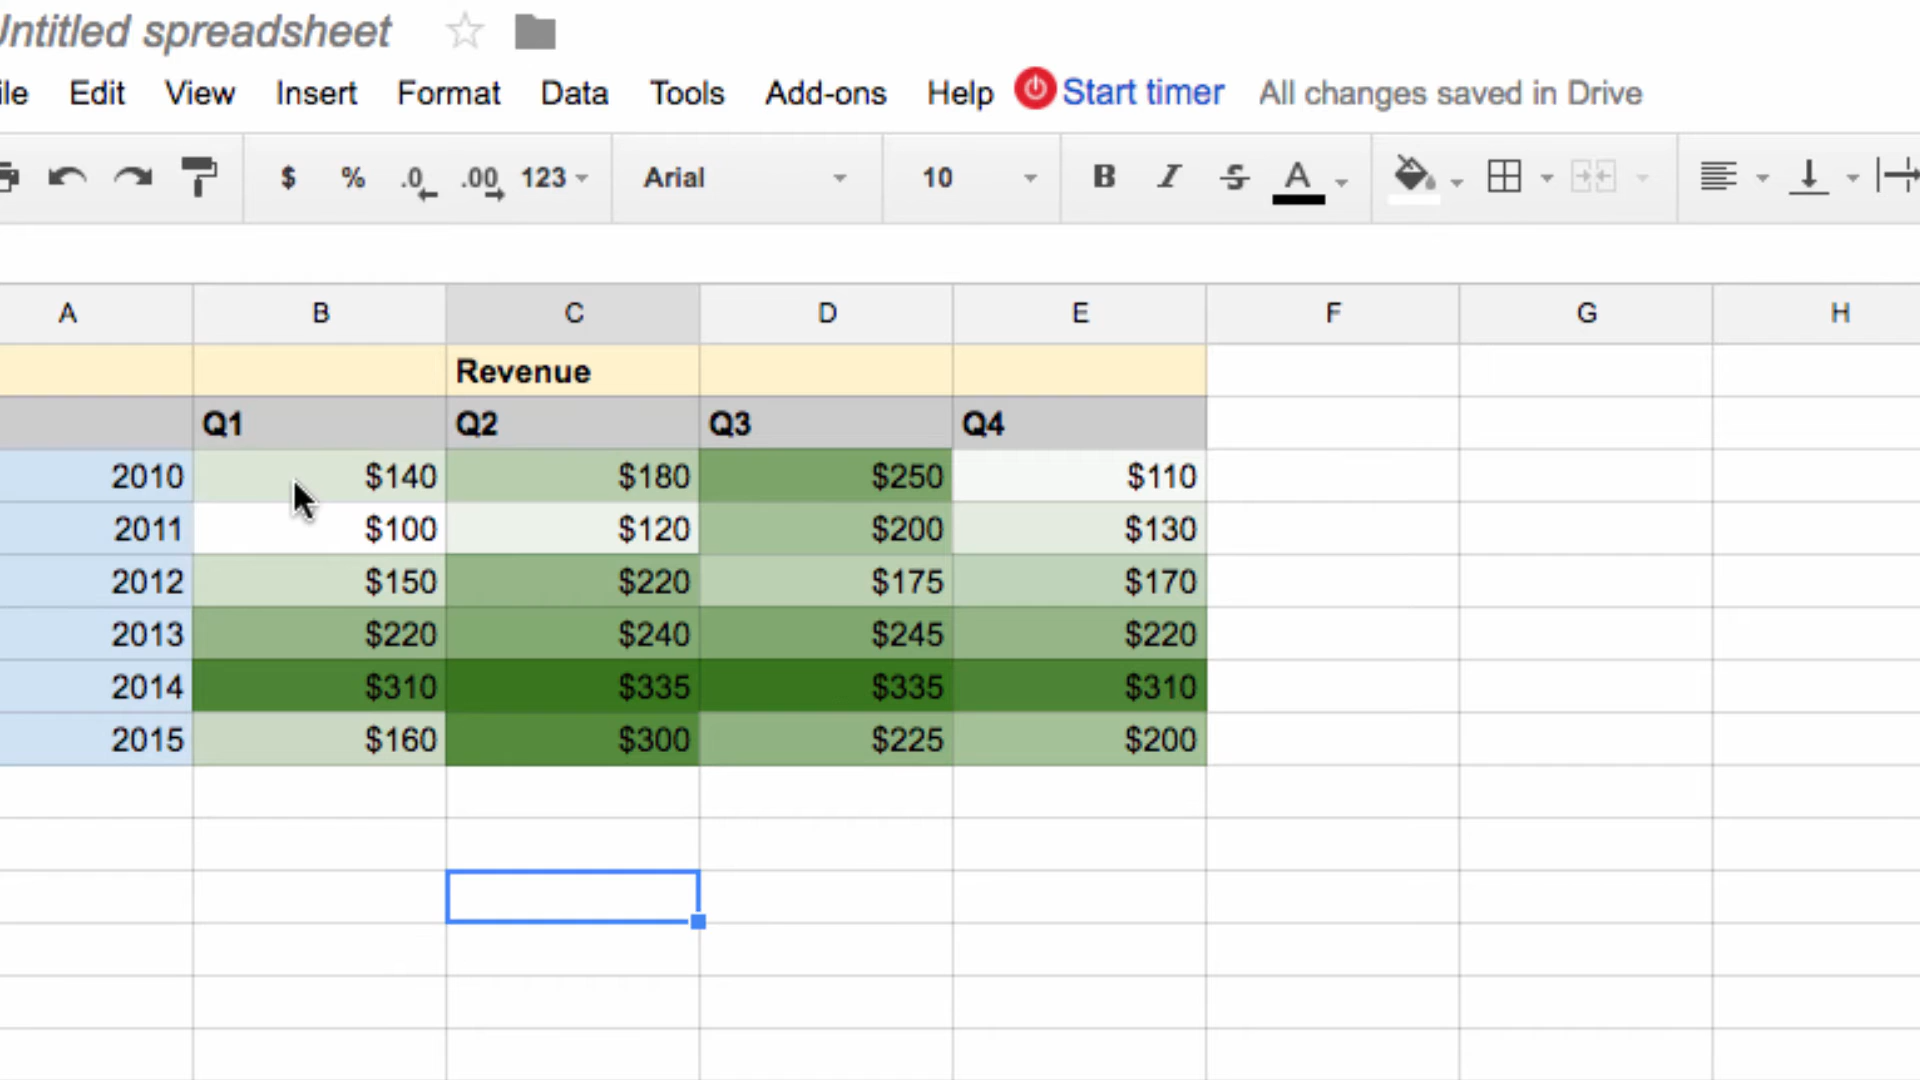 Untitled spreadsheet
ile Edit View Insert Format Data Tools Add-ons Help Start timer All changes saved in Drive
$ % .0 .00 123 Arial 10 B I S A
A B C D E F G H
Revenue
Q1 Q2 Q3 Q4
2010 $140 $180 $250 $110
2011 $100 $120 $200 $130
2012 $150 $220 $175 $170
2013 $220 $240 $245 $220
2014 $310 $335 $335 $310
2015 $160 $300 $225 $200